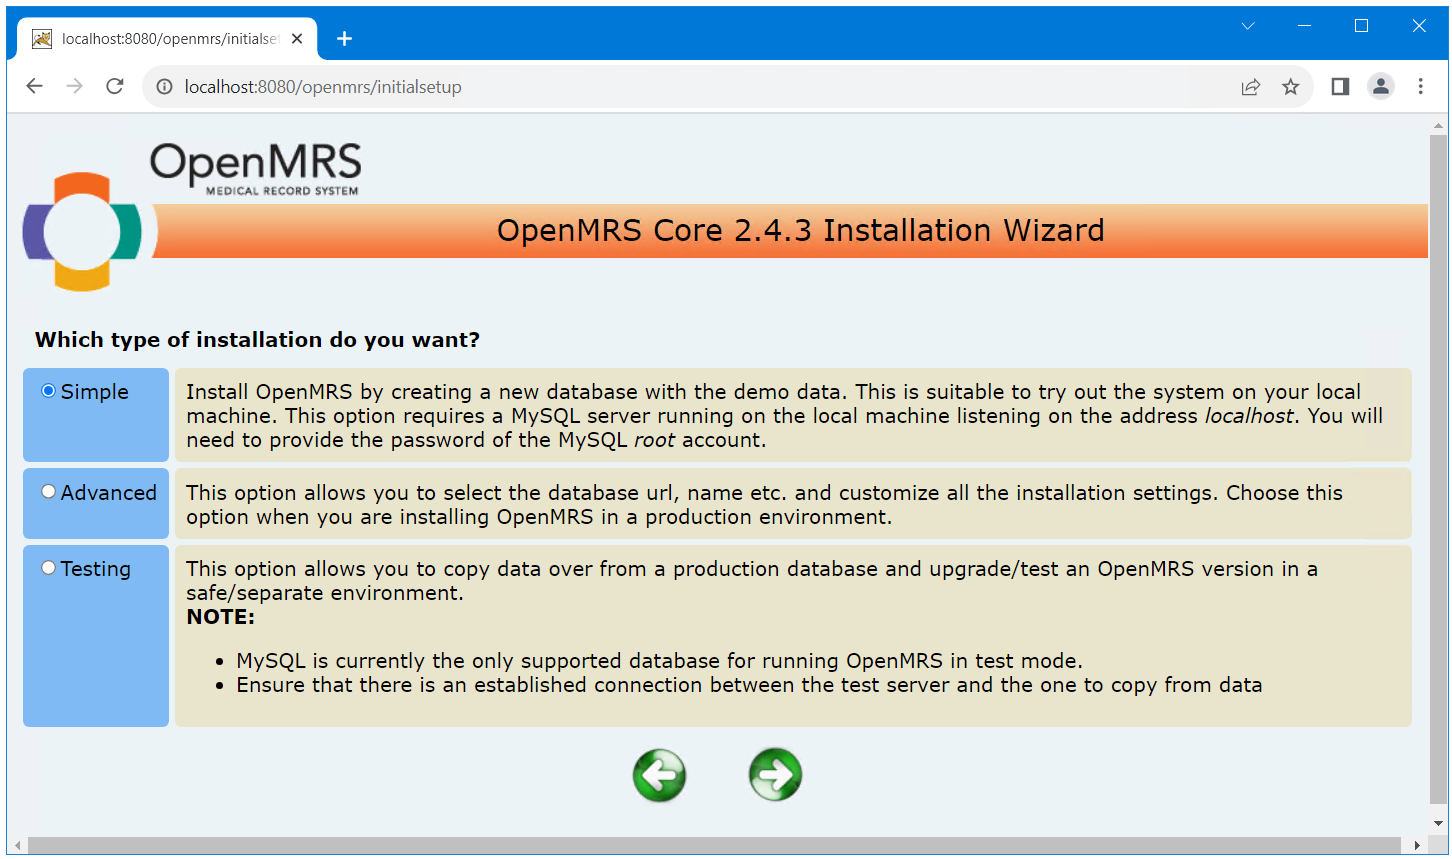 localhost:8080/openmrs/initialse
localhost:8080/openmrs/initialsetup
OpenMRS
MEDICAL RECORD SYSTEM
OpenMRS Core 2.4.3 Installation Wizard
Which type of installation do you want?
Simple
Install OpenMRS by creating a new database with the demo data. This is suitable to try out the system on your local
machine. This option requires a MySQL server running on the local machine listening on the address localhost. You will
need to provide the password of the MySQL root account.
Advanced
This option allows you to select the database url, name etc. and customize all the installation settings. Choose this
option when you are installing OpenMRS in a production environment.
Testing
This option allows you to copy data over from a production database and upgrade/test an OpenMRS version in a
safe/separate environment.
NOTE:
• MySQL is currently the only supported database for running OpenMRS in test mode.
• Ensure that there is an established connection between the test server and the one to copy from data